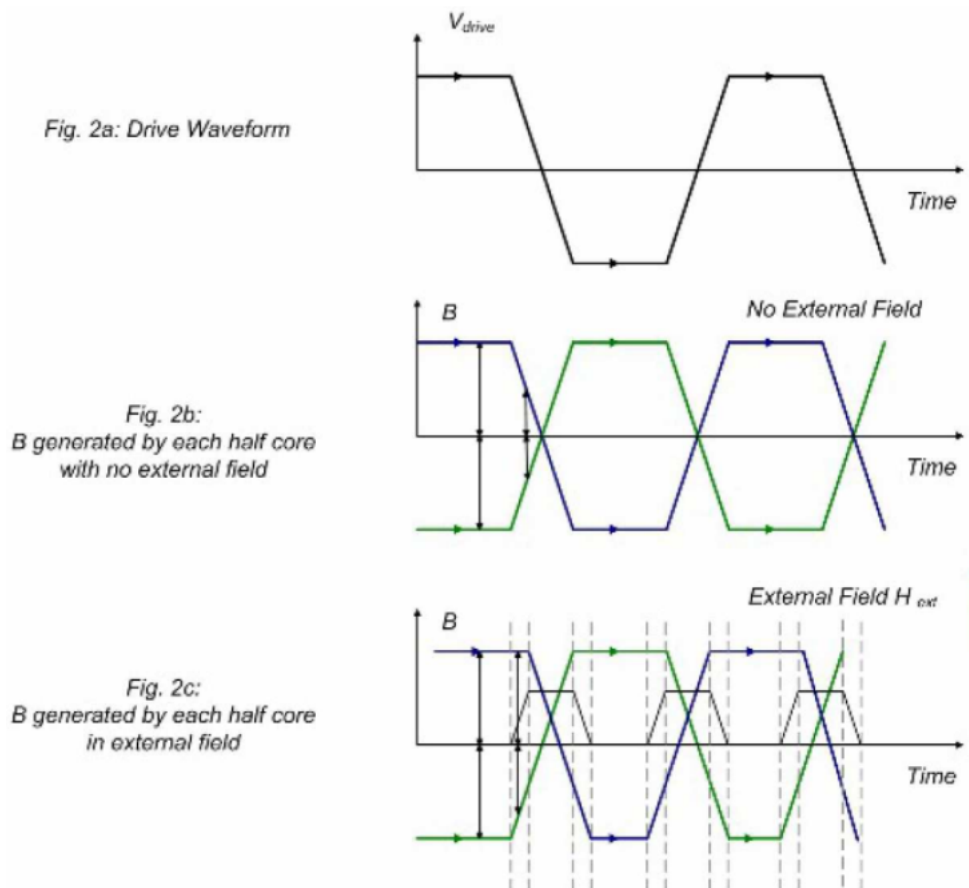 V drive
Fig. 2a: Drive Waveform
Time
B
No External Field
Fig. 2b:
B generated by each half core
with no external field
Time
External Field H ext
B
Fig. 2c:
B generated by each half core
in external field
Time